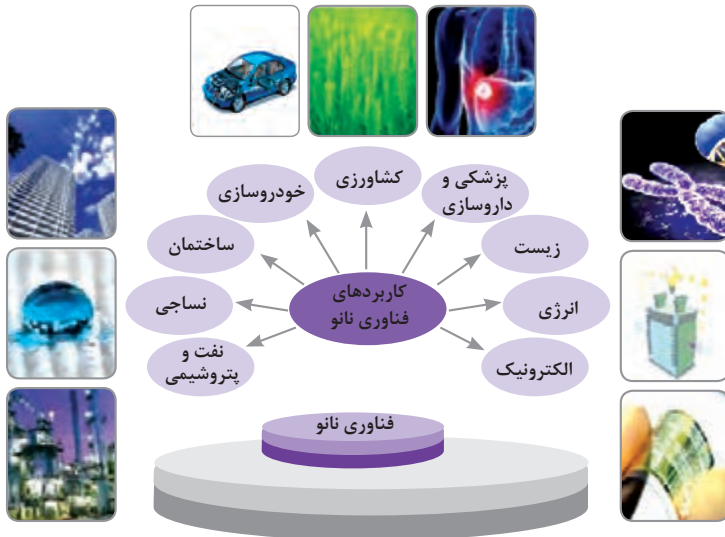 کشاورزی
پزشکی و
داروسازی
خودروسازی
زیست
ساختمان
کاربردهای
فناوری نانو
انرژی
نساجی
نفت و
پتروشیمی
الکترونیک
فناوری نانو